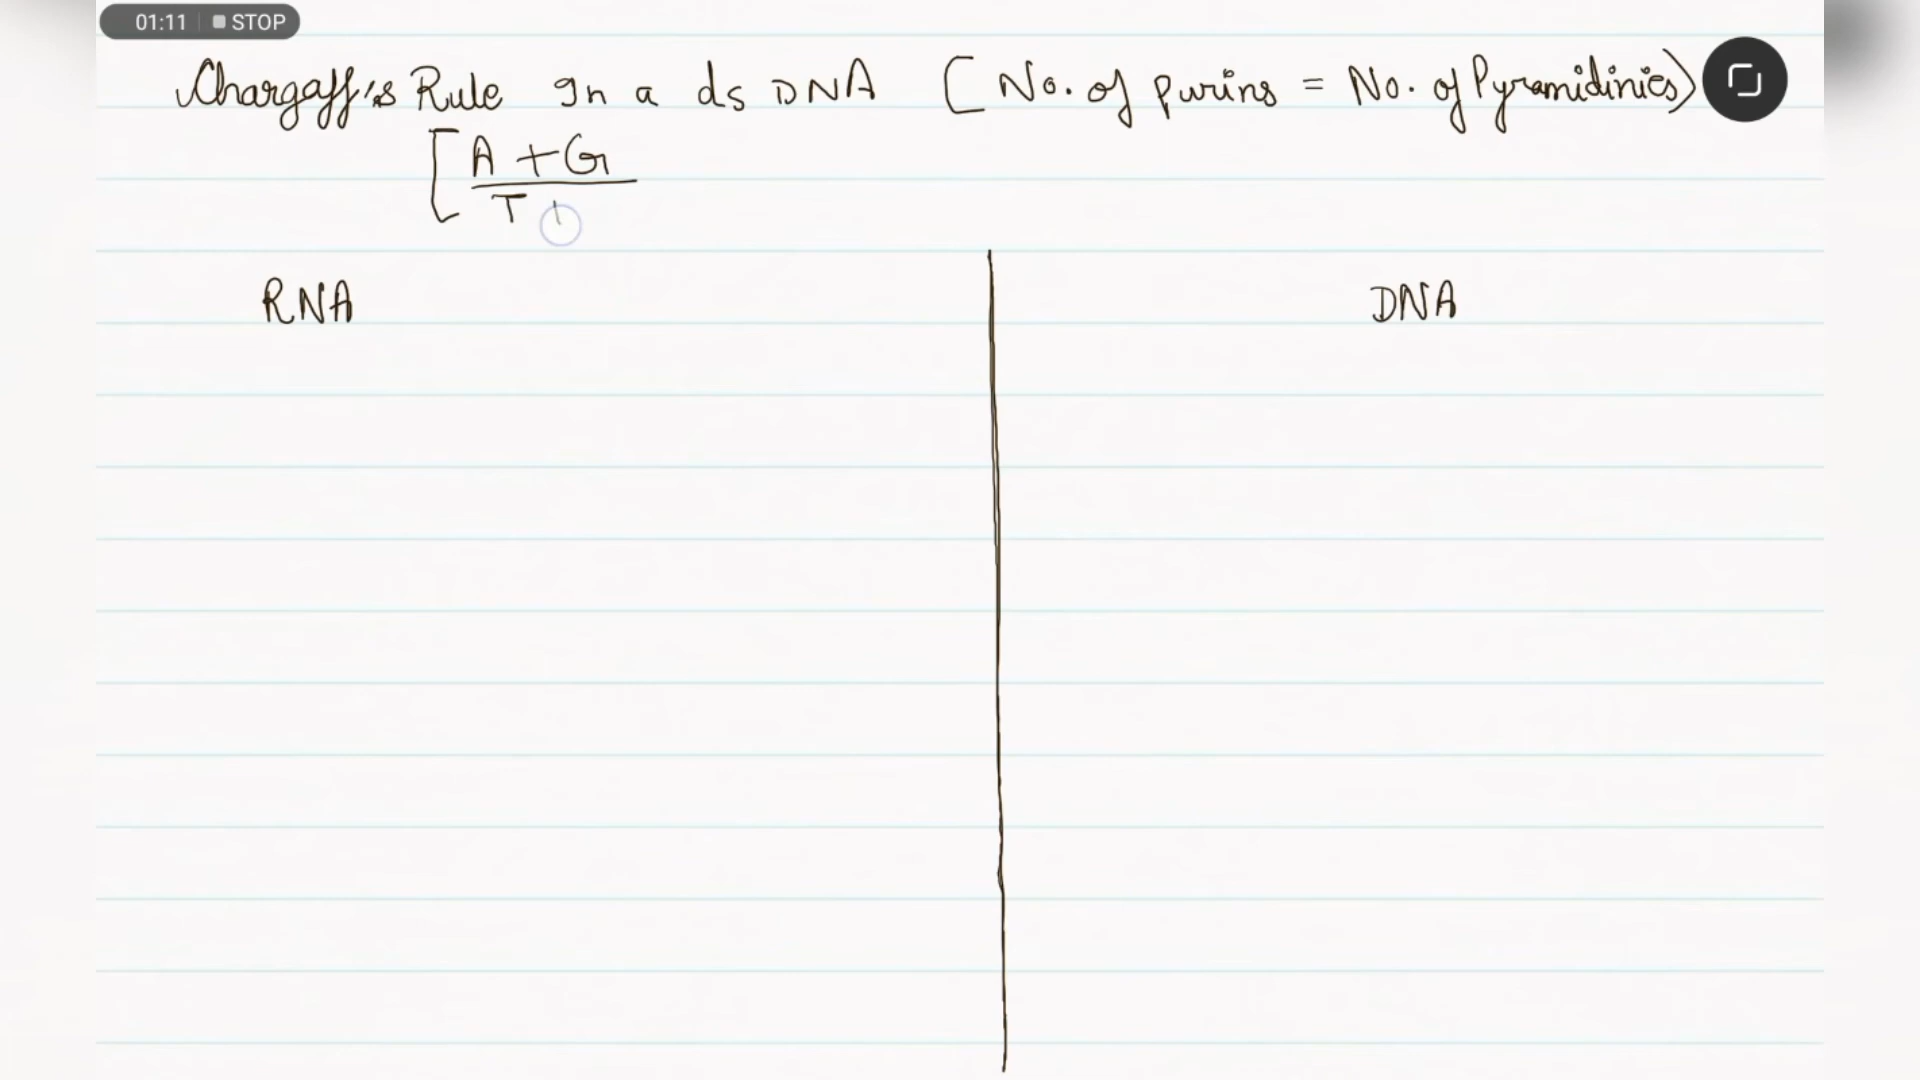 01:11 STOP
Chargaff's Rule In a ds DNA [No. of purins = No. of Pyramidinies)
[A + G
T
RNA
DNA